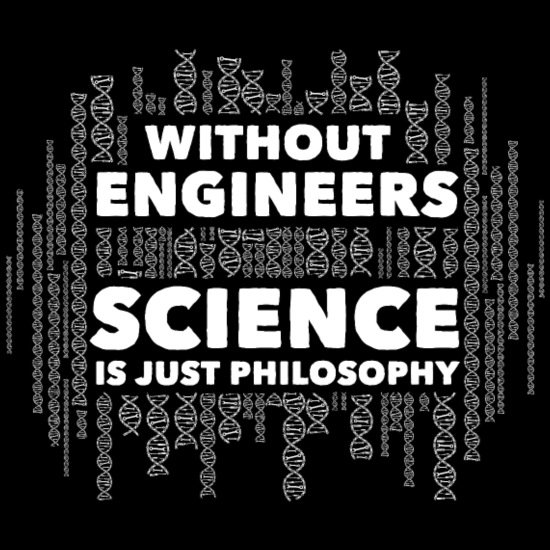 WITHOUT
ENGINEERS
SCIENCE
IS JUST PHILOSOPHY